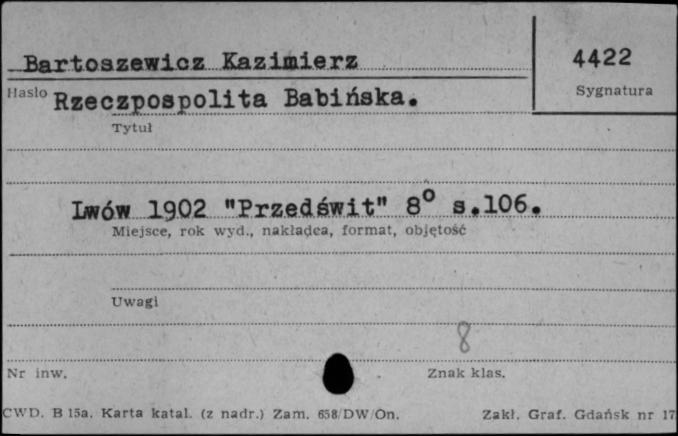 Bartoszewicz Kazimierz
4422
Hasło
Sygnatura
Rzeczpospolita Babińska.
Tytuł
Lwów 1902 "Przedświt" 8° s.106.
Miejsce, rok wyd., nakładca, format, objętość
Uwagi
8
Nr inw.
Znak klas.
CWD. B 15a. Karta katal. (z nadr.) Zam. 658/DW/On.
Zakł. Graf. Gdańsk nr 17